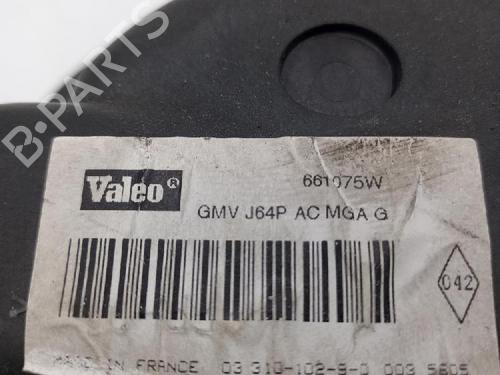 B-PARTS
Valeo®
661075W
GMV J64P AC MGA G
042
MADE IN FRANCE 03 310-102-9-0 003 5605